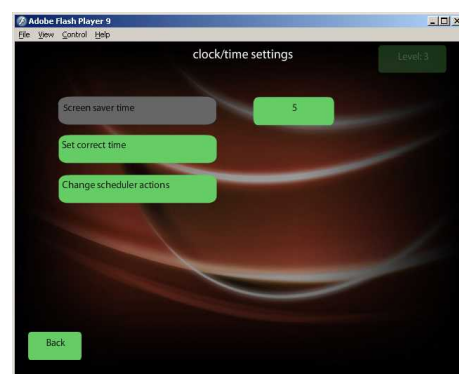 Adobe Flash Player 9
File View Control Help
clock/time settings
Level: 3
Screen saver time
5
Set correct time
Change scheduler actions
Back